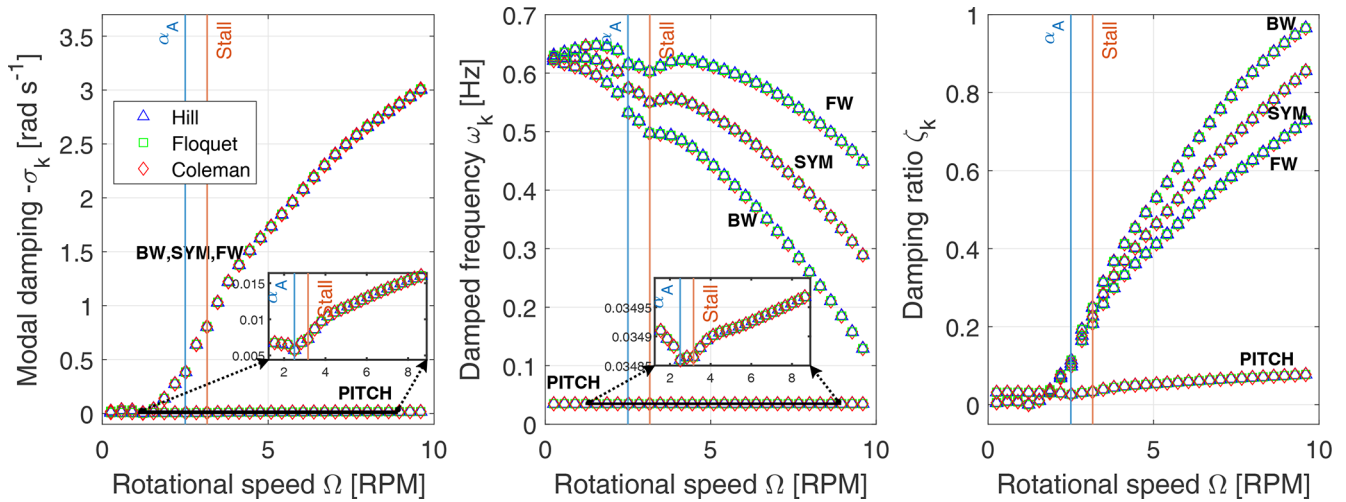 Modal damping -σk [rad s-1]
3.5
3
2.5
2
1.5
1
0.5
0
αA
Stall
Hill
Floquet
Coleman
BW,SYM,FW
0.015
0.01
0.005
2 4 6 8
αA
Stall
PITCH
0 5 10
Rotational speed Ω [RPM]
Damped frequency ωk [Hz]
0.7
0.6
0.5
0.4
0.3
0.2
0.1
0
αA
Stall
FW
SYM
BW
0.03495
0.0349
0.0348
2 4 6 8
αA
Stall
PITCH
0 5 10
Rotational speed Ω [RPM]
Damping ratio ζk
1
0.8
0.6
0.4
0.2
0
αA
Stall
BW
SYM
FW
PITCH
0 5 10
Rotational speed Ω [RPM]